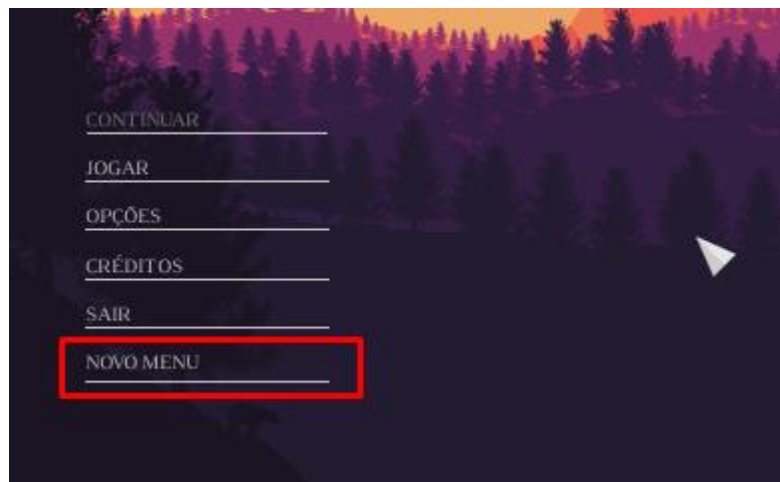 CONTINUAR
JOGAR
OPÇÕES
CRÉDITOS
SAIR
NOVO MENU